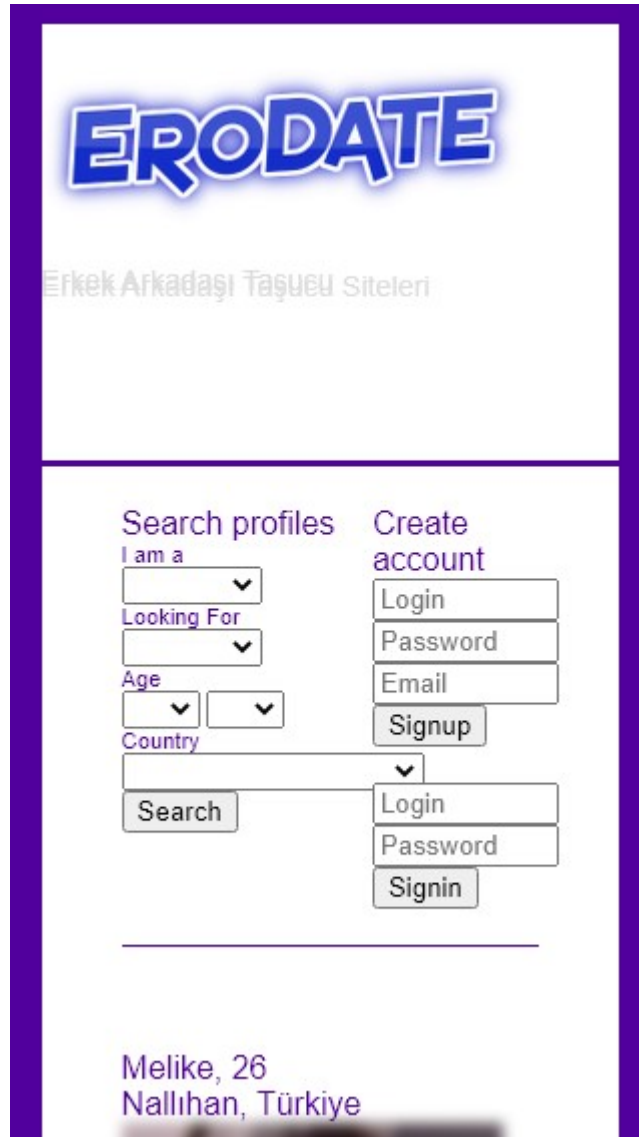 ERODATE
Erkek Arkadaşı Taşucu Siteleri
Search profiles
I am a
Looking For
Age
Country
Search
Create
account
Login
Password
Email
Signup
Login
Password
Signin
Melike, 26
Nallıhan, Türkiye